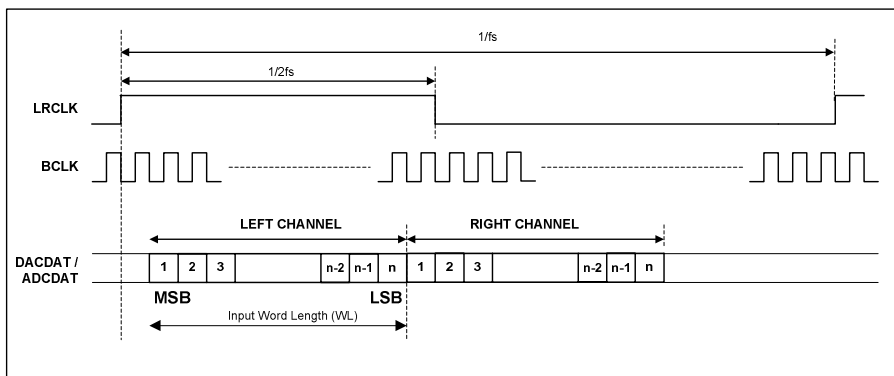 1/fs
1/2fs
LRCLK
BCLK
LEFT CHANNEL RIGHT CHANNEL
DACDAT /
ADCDAT
1 2 3 n-2 n-1 n 1 2 3 n-2 n-1 n
MSB LSB
Input Word Length (WL)